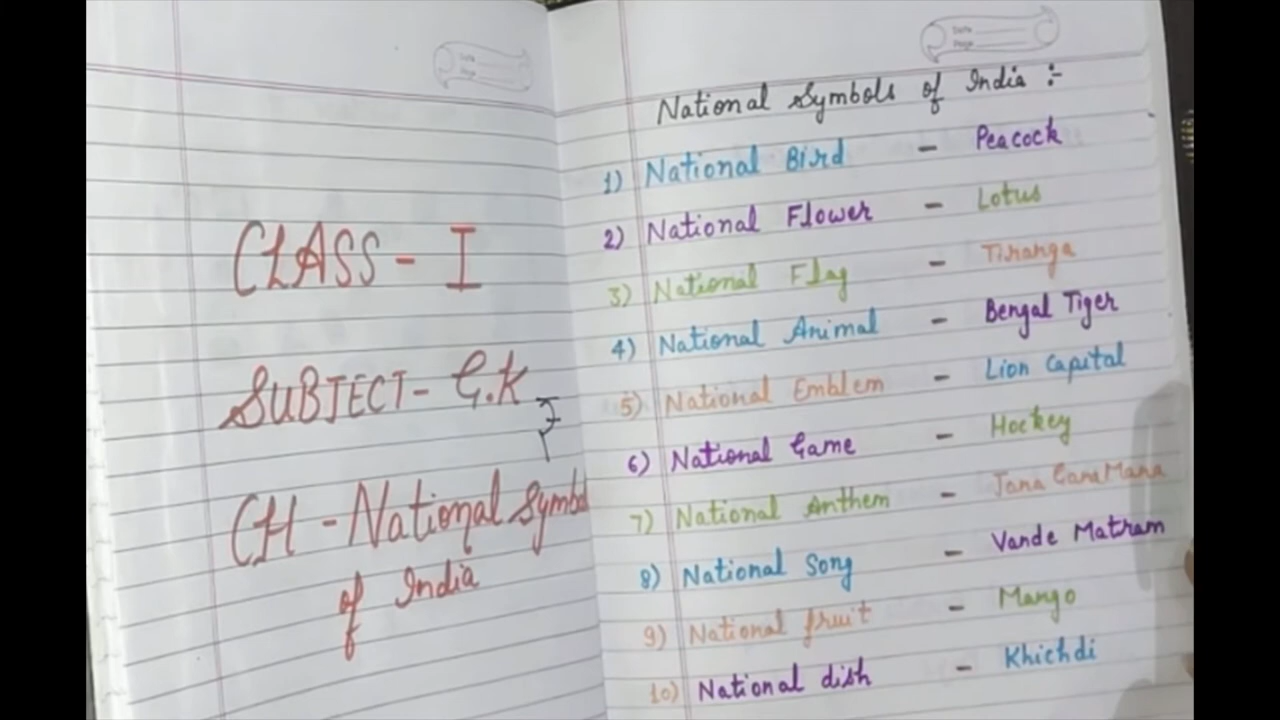 CLASS - I
SUBJECT - G.K
CH - National Symbol
of India
Date
Page
National Symbols of India :-
1) National Bird - Peacock
2) National Flower - Lotus
3) National Flag - Tiranga
4) National Animal - Bengal Tiger
5) National Emblem - Lion Capital
6) National Game - Hockey
7) National Anthem - Jana Gana Mana
8) National Song - Vande Matram
9) National fruit - Mango
10) National dish - Khichdi